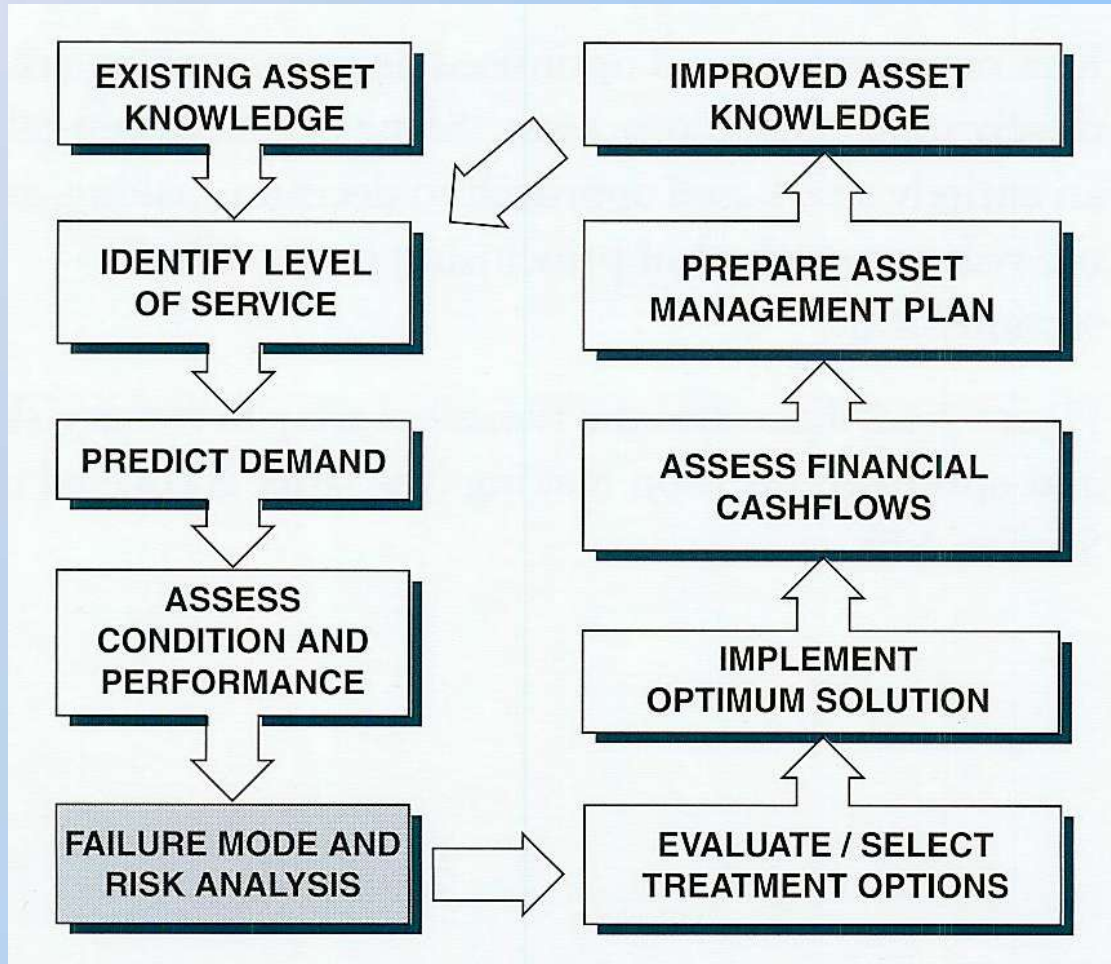 EXISTING ASSET
KNOWLEDGE
IDENTIFY LEVEL
OF SERVICE
PREDICT DEMAND
ASSESS
CONDITION AND
PERFORMANCE
FAILURE MODE AND
RISK ANALYSIS
EVALUATE / SELECT
TREATMENT OPTIONS
IMPLEMENT
OPTIMUM SOLUTION
ASSESS FINANCIAL
CASHFLOWS
PREPARE ASSET
MANAGEMENT PLAN
IMPROVED ASSET
KNOWLEDGE